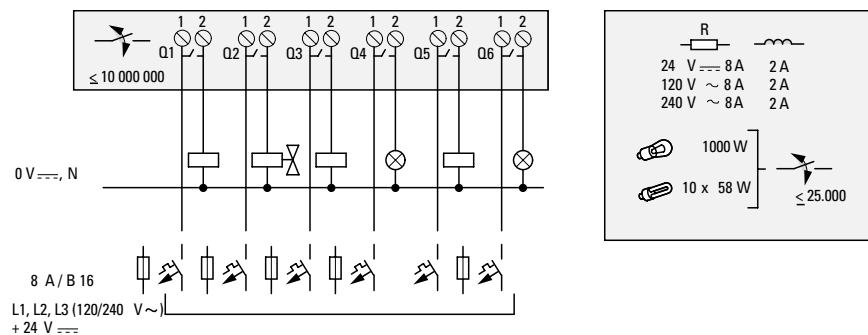 1 2 1 2 1 2 1 2 1 2 1 2
Q1 Q2 Q3 Q4 Q5 Q6
≤ 10 000 000
0 V ⎓, N
8 A / B 16
L1, L2, L3 (120/240 V ~)
+ 24 V ⎓
R
24 V ⎓ 8 A 2 A
120 V ~ 8 A 2 A
240 V ~ 8 A 2 A
1000 W
10 x 58 W
≤ 25.000